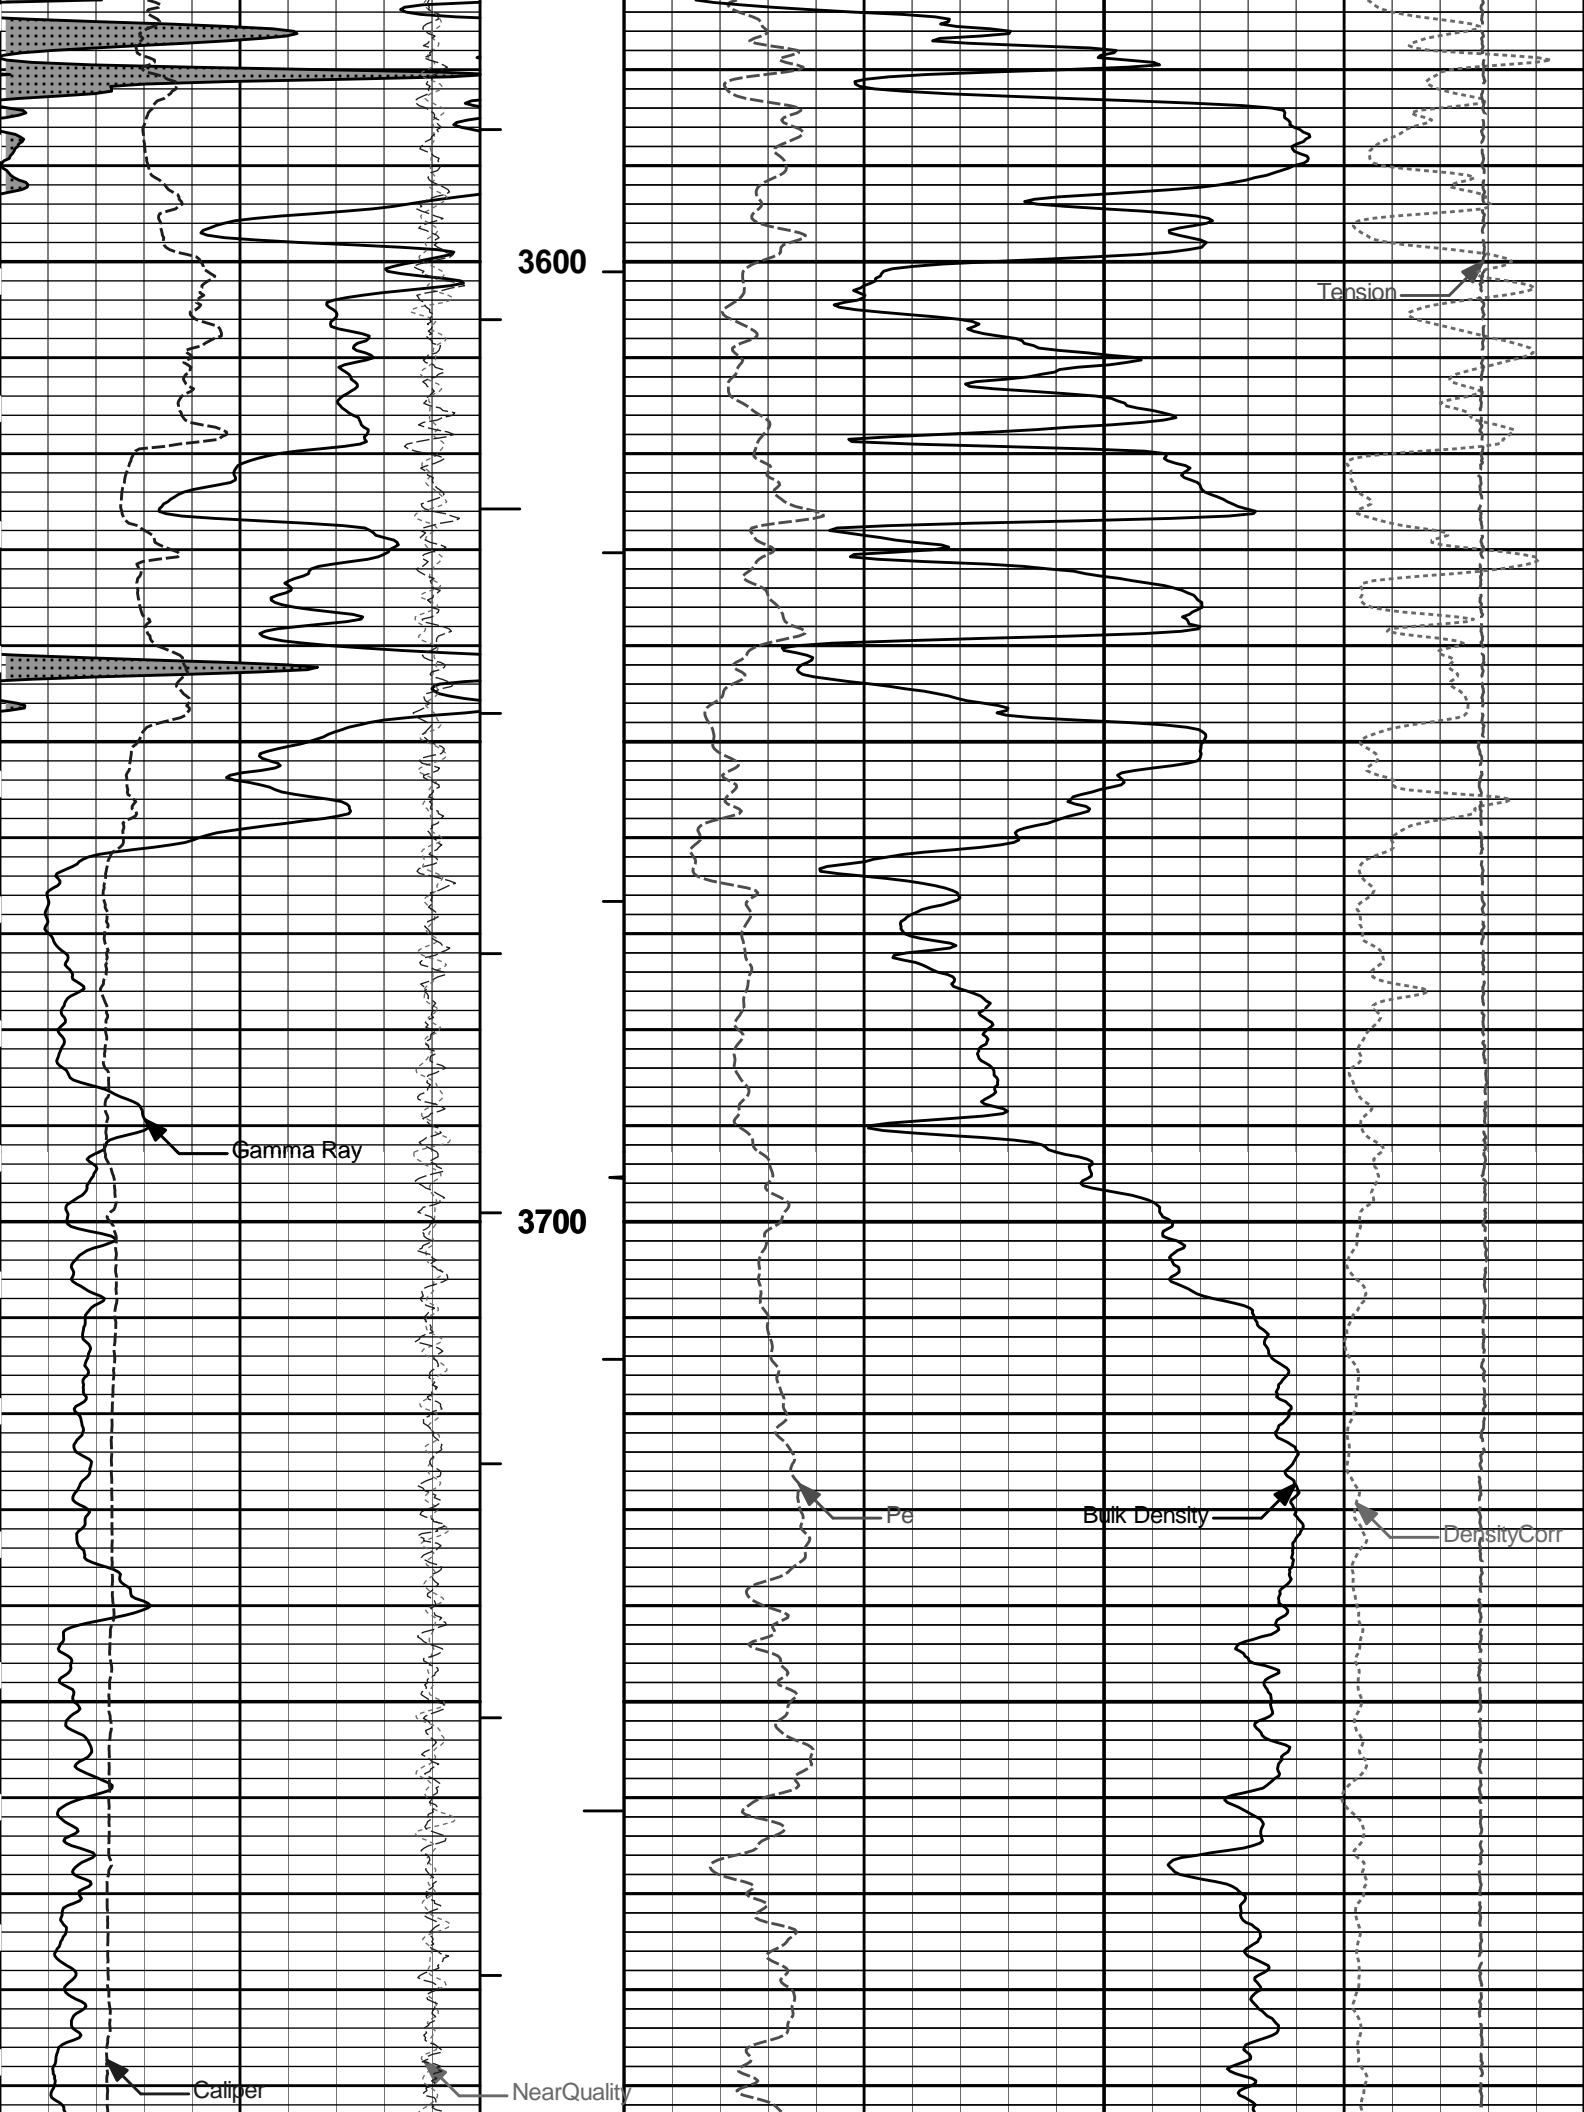 3600
Tension
Gamma Ray
3700
Pe
Bulk Density
DensityCorr
Caliper
NearQuality